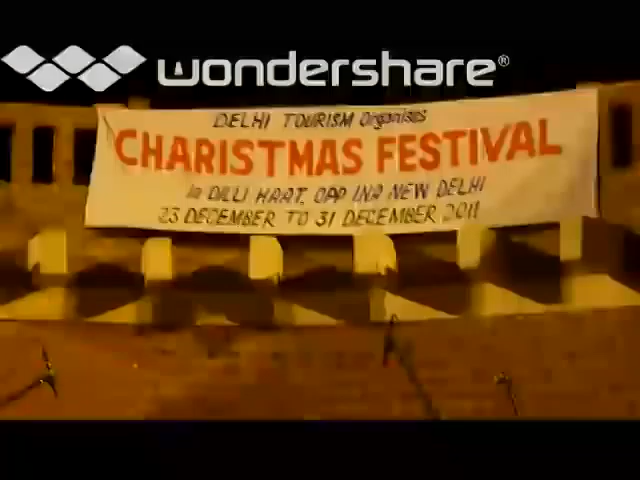 wondershare®
DELHI TOURISM Organises
CHARISTMAS FESTIVAL
in DILLI HAAT, OPP INA NEW DELHI
23 DECEMBER TO 31 DECEMBER 2011